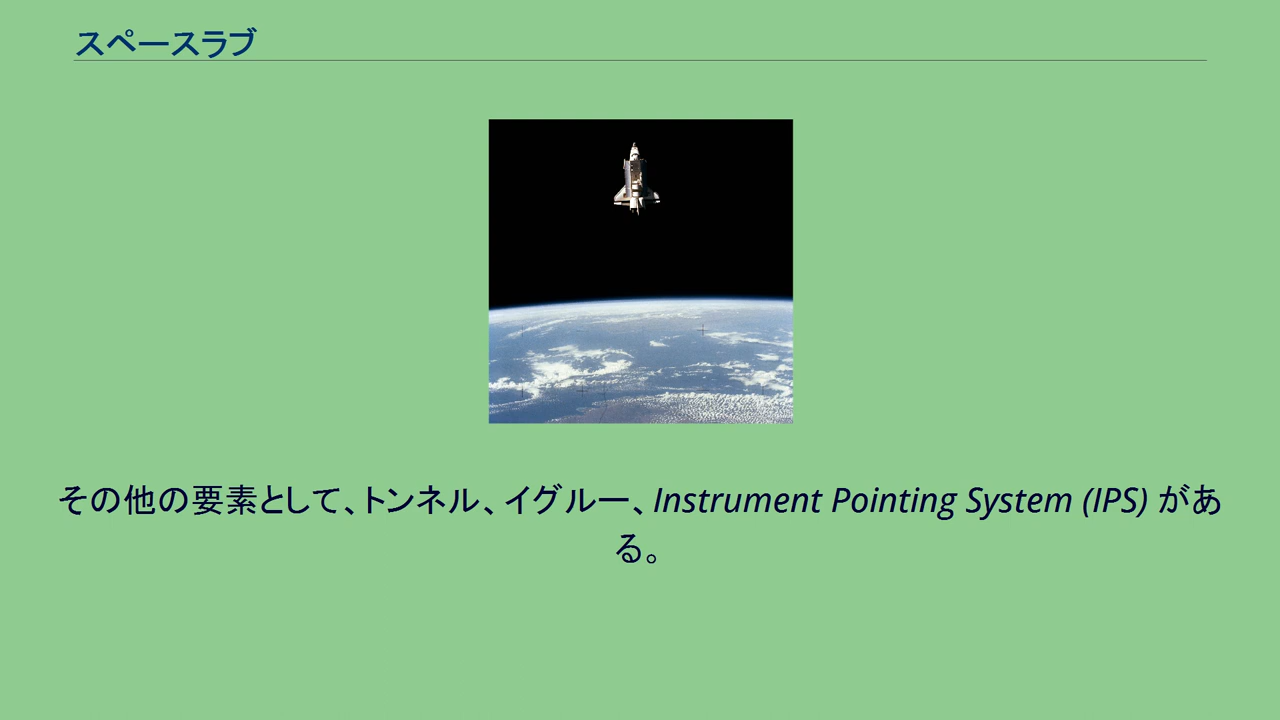 スペースラブ
その他の要素として、トンネル、イグルー、Instrument Pointing System (IPS) があ
る。